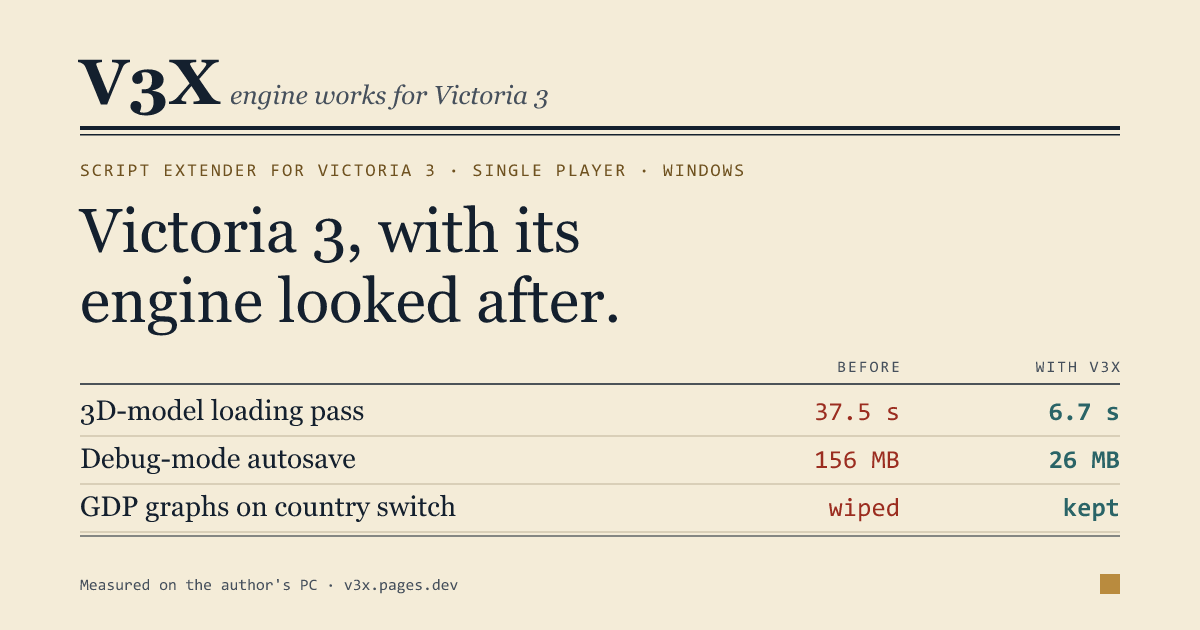 V3X engine works for Victoria 3
SCRIPT EXTENDER FOR VICTORIA 3 · SINGLE PLAYER · WINDOWS
Victoria 3, with its
engine looked after.
BEFORE WITH V3X
3D-model loading pass 37.5 s 6.7 s
Debug-mode autosave 156 MB 26 MB
GDP graphs on country switch wiped kept
Measured on the author's PC · v3x.pages.dev